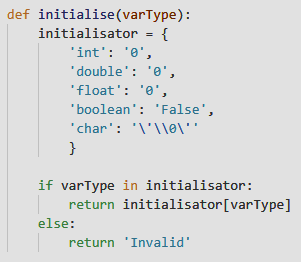 def initialise(varType):
    initialisator = {
        'int': '0',
        'double': '0',
        'float': '0',
        'boolean': 'False',
        'char': '\'\\0\''
        }

    if varType in initialisator:
        return initialisator[varType]
    else:
        return 'Invalid'